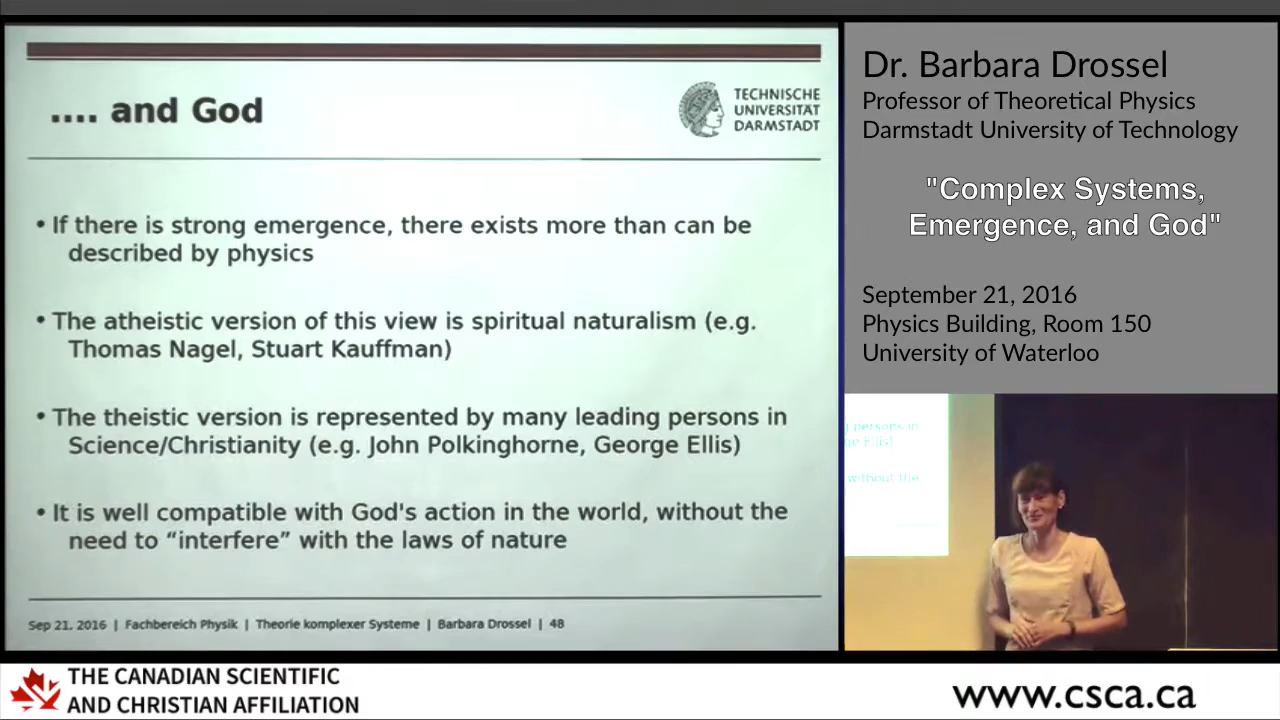 .... and God
TECHNISCHE
UNIVERSITÄT
DARMSTADT
• If there is strong emergence, there exists more than can be
described by physics
• The atheistic version of this view is spiritual naturalism (e.g.
Thomas Nagel, Stuart Kauffman)
• The theistic version is represented by many leading persons in
Science/Christianity (e.g. John Polkinghorne, George Ellis)
• It is well compatible with God's action in the world, without the
need to “interfere” with the laws of nature
Sep 21. 2016 | Fachbereich Physik | Theorie komplexer Systeme | Barbara Drossel | 48
Dr. Barbara Drossel
Professor of Theoretical Physics
Darmstadt University of Technology
"Complex Systems,
Emergence, and God"
September 21, 2016
Physics Building, Room 150
University of Waterloo
persons in
ge Ellis)
without the
THE CANADIAN SCIENTIFIC
AND CHRISTIAN AFFILIATION
www.csca.ca